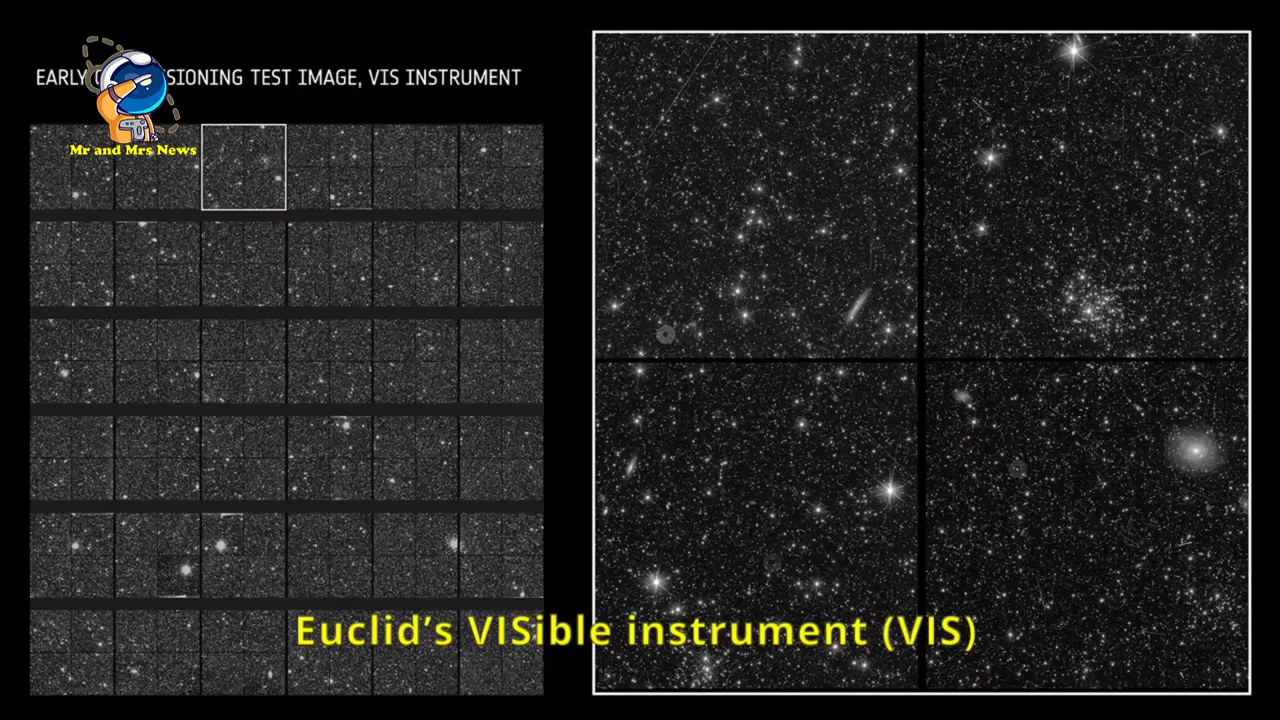 EARLY SIONING TEST IMAGE, VIS INSTRUMENT
Mr and Mrs News
Euclid’s VISible instrument (VIS)